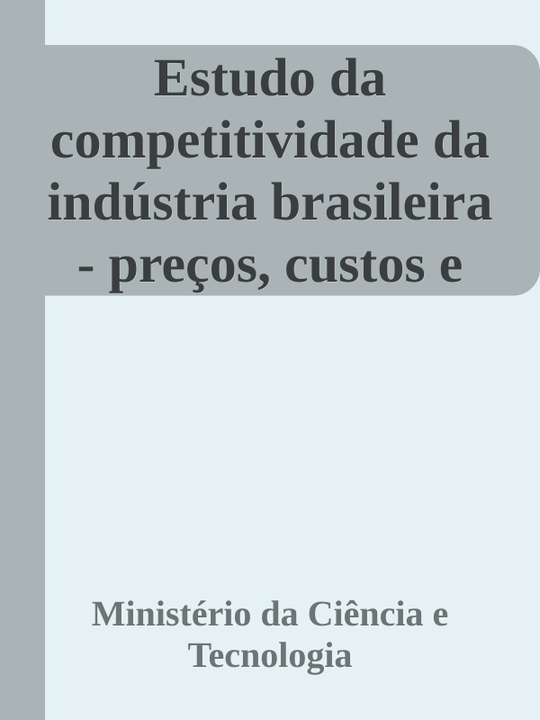 Estudo da
competitividade da
indústria brasileira
- preços, custos e
Ministério da Ciência e
Tecnologia